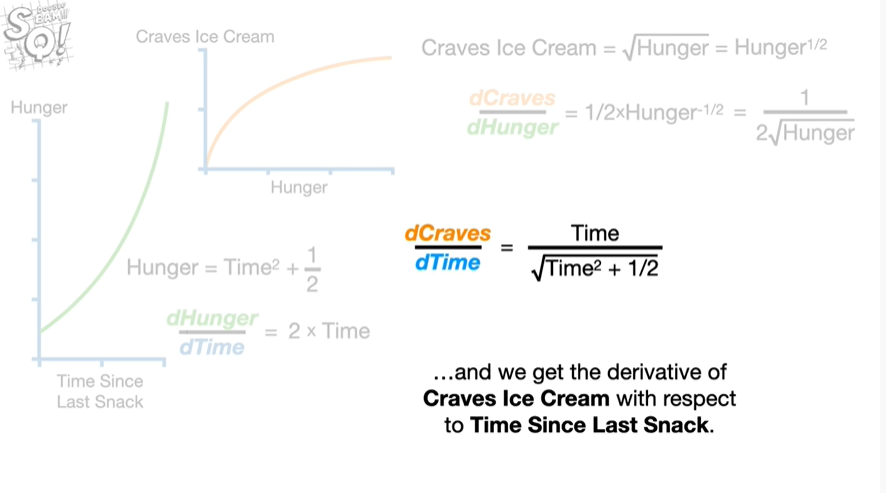 Craves Ice Cream
Hunger
Hunger
Hunger = Time² + 1/2
dHunger/dTime = 2 × Time
Time Since
Last Snack
Craves Ice Cream = √Hunger = Hunger^1/2
dCraves/dHunger = 1/2×Hunger^-1/2 = 1/2√Hunger
dCraves/dTime = Time/√Time² + 1/2
...and we get the derivative of
Craves Ice Cream with respect
to Time Since Last Snack.